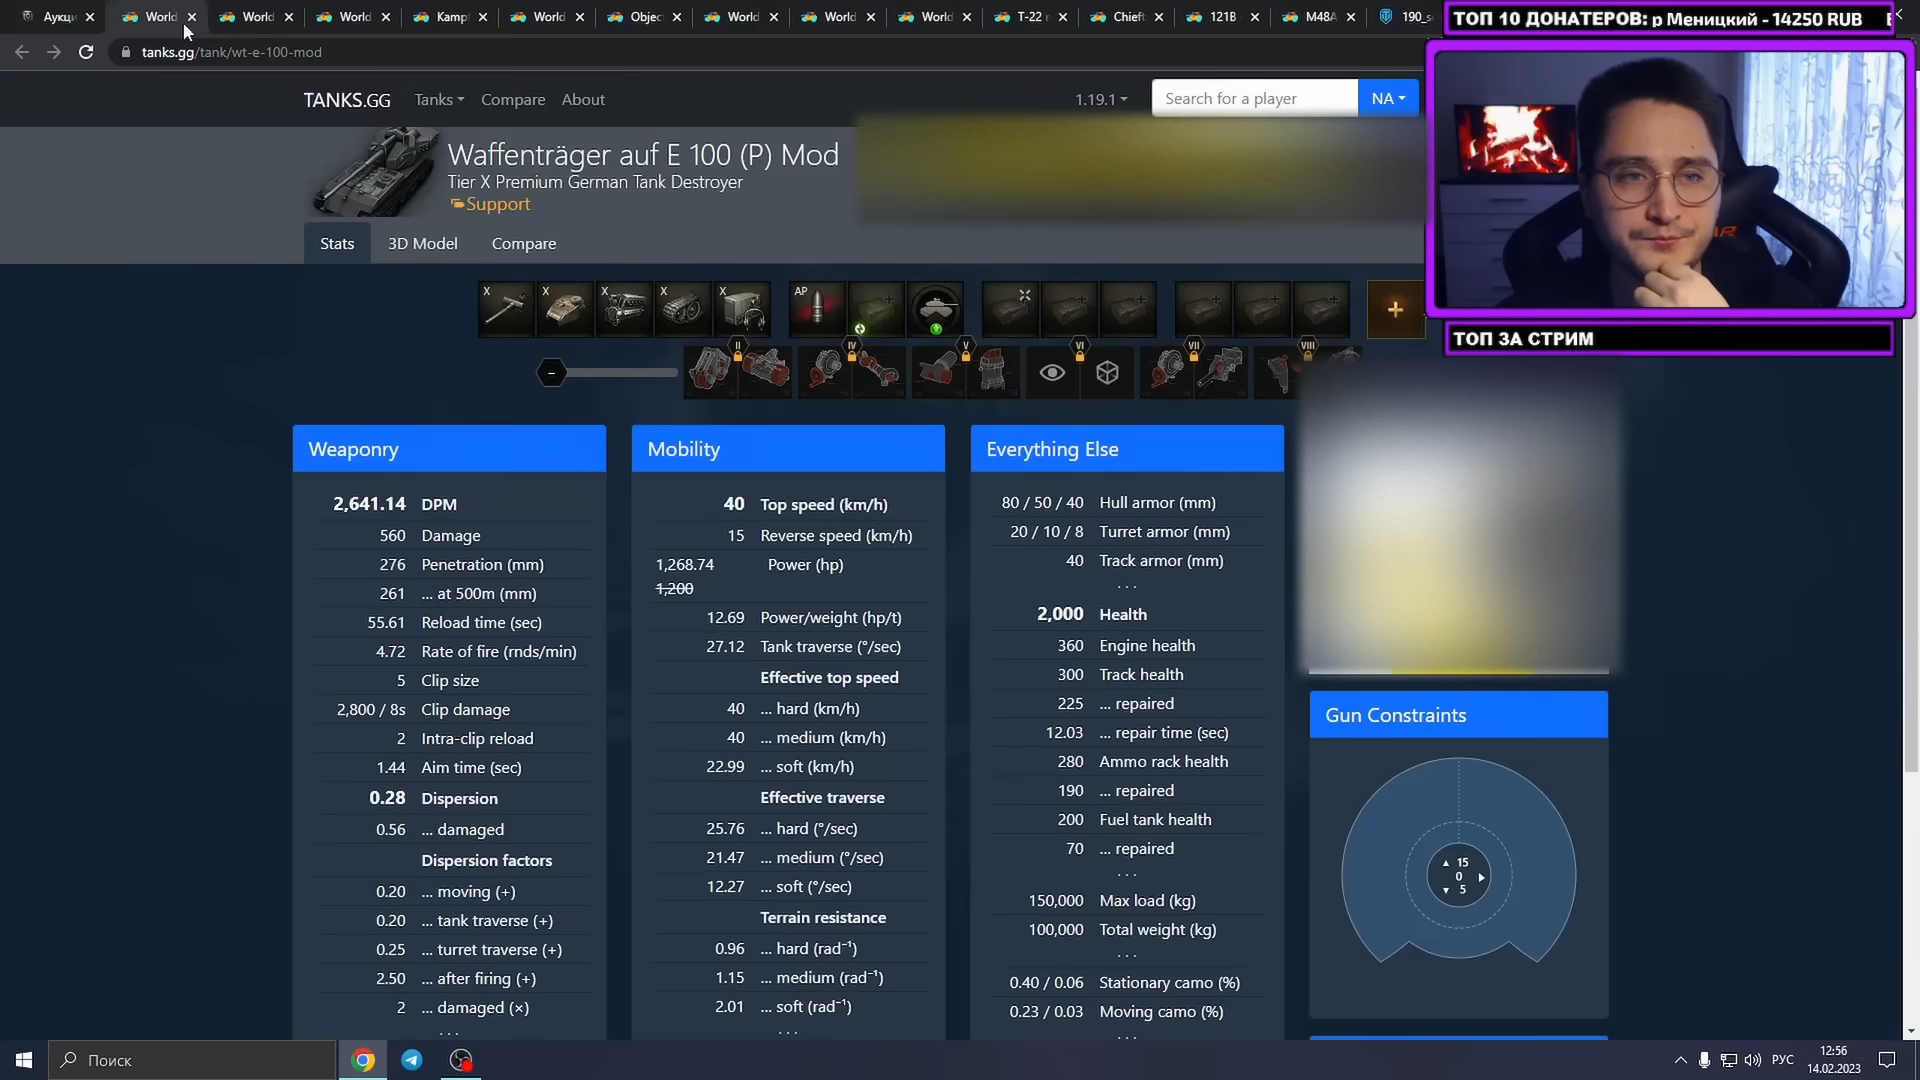 Аукци
World
World
World
Kampf
World
Objec
World
World
World
T-22
Chieft
121B
M48A
190_s
ТОП 10 ДОНАТЕРОВ: р Меницкий - 14250 RUB
tanks.gg/tank/wt-e-100-mod
TANKS.GG Tanks Compare About 1.19.1 Search for a player NA
Waffenträger auf E 100 (P) Mod
Tier X Premium German Tank Destroyer
Support
Stats 3D Model Compare
ТОП ЗА СТРИМ
X X X X X AP
II IV V VI VII VIII
Weaponry
2,641.14 DPM
560 Damage
276 Penetration (mm)
261 ... at 500m (mm)
55.61 Reload time (sec)
4.72 Rate of fire (rnds/min)
5 Clip size
2,800 / 8s Clip damage
2 Intra-clip reload
1.44 Aim time (sec)
0.28 Dispersion
0.56 ... damaged
Dispersion factors
0.20 ... moving (+)
0.20 ... tank traverse (+)
0.25 ... turret traverse (+)
2.50 ... after firing (+)
2 ... damaged (×)
...
Mobility
40 Top speed (km/h)
15 Reverse speed (km/h)
1,268.74 Power (hp)
1,200
12.69 Power/weight (hp/t)
27.12 Tank traverse (°/sec)
Effective top speed
40 ... hard (km/h)
40 ... medium (km/h)
22.99 ... soft (km/h)
Effective traverse
25.76 ... hard (°/sec)
21.47 ... medium (°/sec)
12.27 ... soft (°/sec)
Terrain resistance
0.96 ... hard (rad⁻¹)
1.15 ... medium (rad⁻¹)
2.01 ... soft (rad⁻¹)
...
Everything Else
80 / 50 / 40 Hull armor (mm)
20 / 10 / 8 Turret armor (mm)
40 Track armor (mm)
...
2,000 Health
360 Engine health
300 Track health
225 ... repaired
12.03 ... repair time (sec)
280 Ammo rack health
190 ... repaired
200 Fuel tank health
70 ... repaired
...
150,000 Max load (kg)
100,000 Total weight (kg)
...
0.40 / 0.06 Stationary camo (%)
0.23 / 0.03 Moving camo (%)
...
Gun Constraints
15
0
5
Поиск
РУС
12:56
14.02.2023